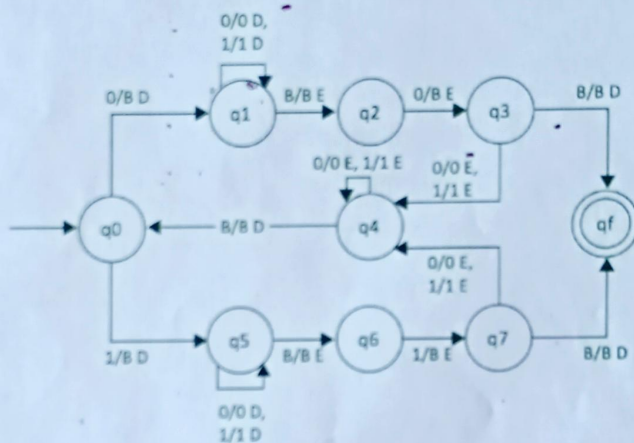 0/0 D,
1/1 D
0/B D
q1
B/B E
q2
0/B E
q3
B/B D
0/0 E, 1/1 E
0/0 E,
1/1 E
q0
B/B D
q4
qf
0/0 E,
1/1 E
1/B D
q5
B/B E
q6
1/B E
q7
B/B D
0/0 D,
1/1 D